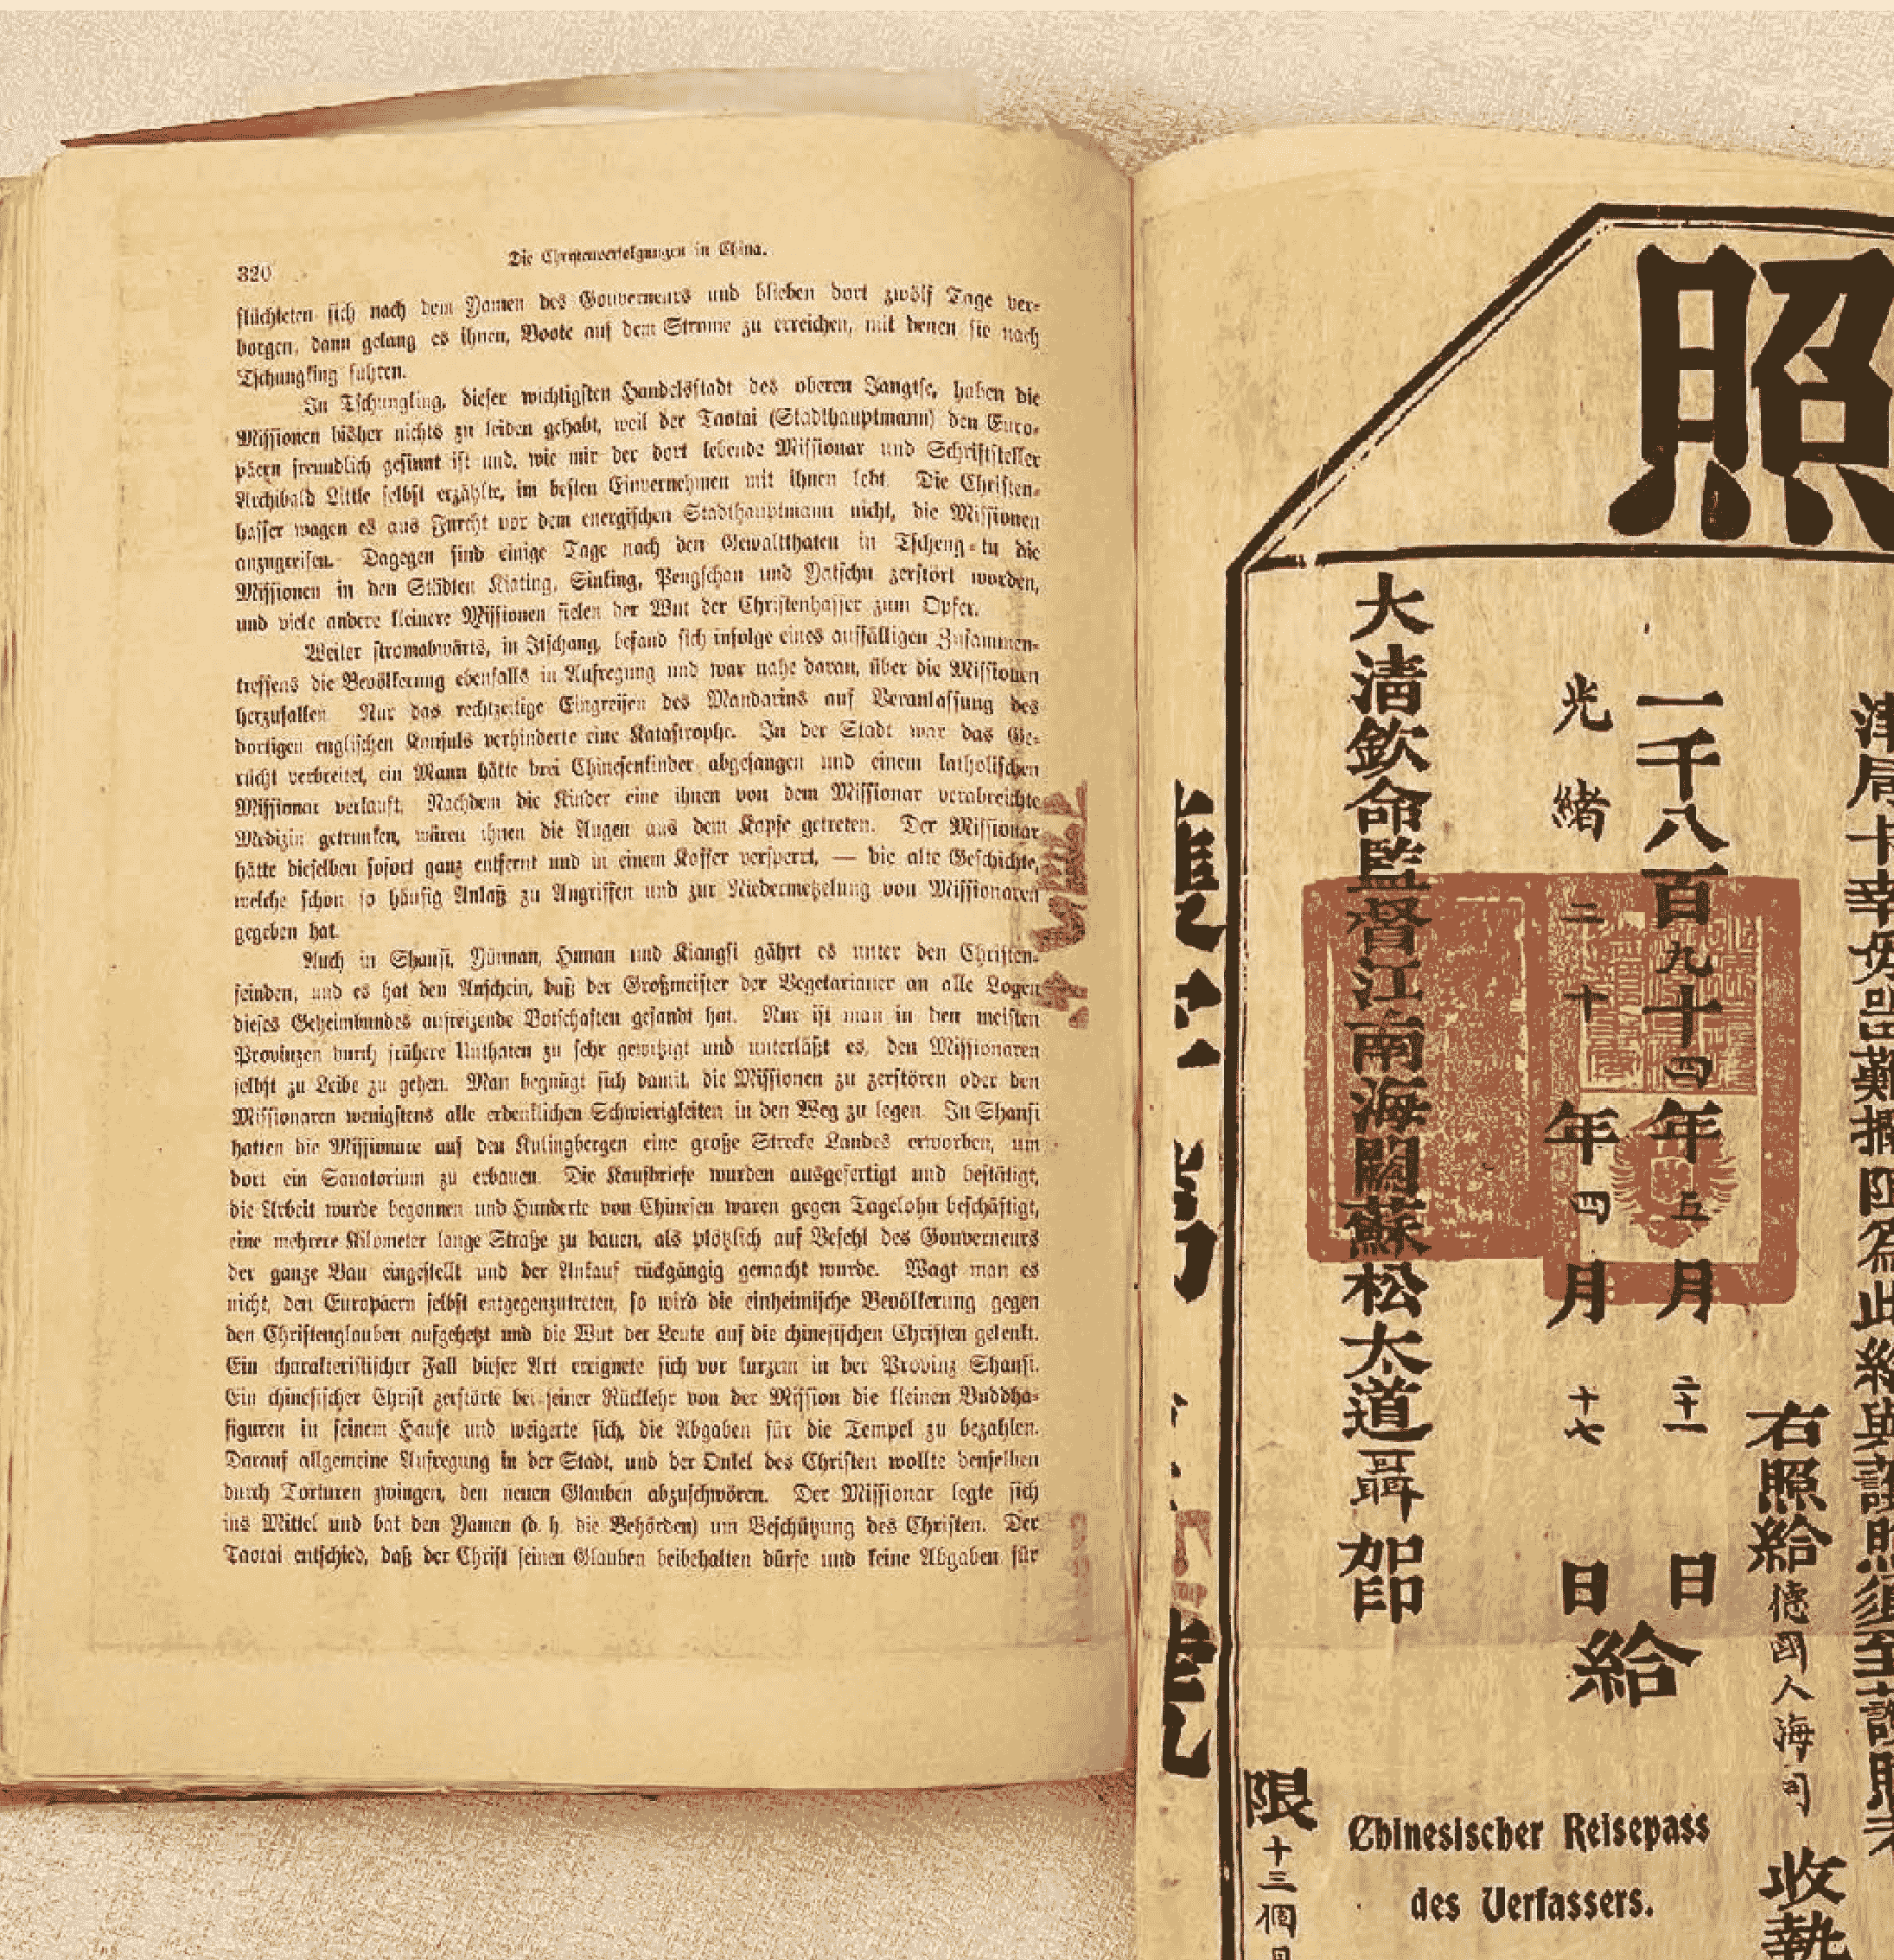 320
Die Christenverfolgungen in China.
flüchteten sich nach dem Yamen des Gouverneurs und blieben dort zwölf Tage ver-
borgen, dann gelang es ihnen, Boote auf dem Strome zu erreichen, mit denen sie nach
Tschungking fuhren.
In Tschungking, dieser wichtigsten Handelsstadt des oberen Jangtse, haben die
Missionen bisher nichts zu leiden gehabt, weil der Taotai (Stadthauptmann) den Euro-
päern freundlich gesinnt ist und, wie mir der dort lebende Missionar und Schriftsteller
Archibald Little selbst erzählte, im besten Einvernehmen mit ihnen lebt. Die Christen-
hasser wagen es aus Furcht vor dem energischen Stadthauptmann nicht, die Missionen
anzugreifen. Dagegen sind einige Tage nach den Gewaltthaten in Tscheng-tu die
Missionen in den Städten Kiating, Sinking, Pengschan und Yatschu zerstört worden,
und viele andere kleinere Missionen fielen der Wut der Christenhasser zum Opfer.
Weiter stromabwärts, in Itschang, befand sich infolge eines auffälligen Zusammen-
treffens die Bevölkerung ebenfalls in Aufregung und war nahe daran, über die Missionen
herzufallen. Nur das rechtzeitige Eingreifen des Mandarins auf Veranlassung des
dortigen englischen Konsuls verhinderte eine Katastrophe. In der Stadt war das Ge-
rücht verbreitet, ein Mann hätte drei Chinesenkinder abgefangen und einem katholischen
Missionar verkauft. Nachdem die Kinder eine ihnen von dem Missionar verabreichte
Medizin getrunken, wären ihnen die Augen aus dem Kopfe getreten. Der Missionar
hätte dieselben sofort ganz entfernt und in einem Koffer versperrt, — die alte Geschichte,
welche schon so häufig Anlaß zu Angriffen und zur Niedermetzelung von Missionaren
gegeben hat.
Auch in Shansi, Yünnan, Hunan und Kiangsi gährt es unter den Christen-
feinden, und es hat den Anschein, daß der Großmeister der Vegetarianer an alle Logen
dieses Geheimbundes aufreizende Botschaften gesandt hat. Nur ist man in den meisten
Provinzen durch frühere Unthaten zu sehr gewitzigt und unterläßt es, den Missionaren
selbst zu Leibe zu gehen. Man begnügt sich damit, die Missionen zu zerstören oder den
Missionaren wenigstens alle erdenklichen Schwierigkeiten in den Weg zu legen. In Shansi
hatten die Missionare auf den Kulingbergen eine große Strecke Landes erworben, um
dort ein Sanatorium zu erbauen. Die Kaufbriefe wurden ausgefertigt und bestätigt,
die Arbeit wurde begonnen und Hunderte von Chinesen waren gegen Tagelohn beschäftigt,
eine mehrere Kilometer lange Straße zu bauen, als plötzlich auf Befehl des Gouverneurs
der ganze Bau eingestellt und der Ankauf rückgängig gemacht wurde. Wagt man es
nicht, den Europäern selbst entgegenzutreten, so wird die einheimische Bevölkerung gegen
den Christenglauben aufgehetzt und die Wut der Leute auf die chinesischen Christen gelenkt.
Ein charakteristischer Fall dieser Art ereignete sich vor kurzem in der Provinz Shansi.
Ein chinesischer Christ zerstörte bei seiner Rückkehr von der Mission die kleinen Buddha-
figuren in seinem Hause und weigerte sich, die Abgaben für die Tempel zu bezahlen.
Darauf allgemeine Aufregung in der Stadt, und der Onkel des Christen wollte denselben
durch Torturen zwingen, den neuen Glauben abzuschwören. Der Missionar legte sich
ins Mittel und bat den Yamen (d. h. die Behörden) um Beschützung des Christen. Der
Taotai entschied, daß der Christ seinen Glauben beibehalten dürfe und keine Abgaben für
照
右照給德國人海司收執
一千八百九十四年五月二十一日
光緒二十年四月十七日
給
大清欽命監督江南海關蘇松太道聶加印
限十三個月
Chinesischer Reisepass
des Verfassers.